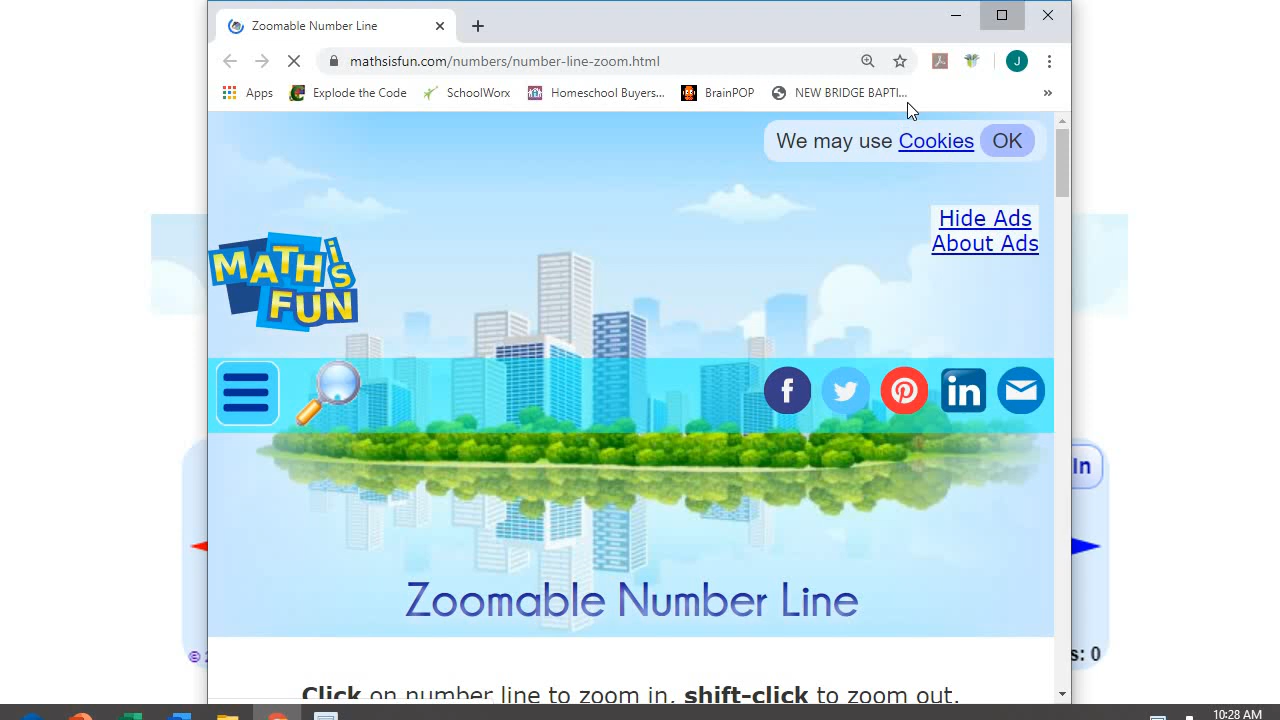 Zoomable Number Line
mathsisfun.com/numbers/number-line-zoom.html
J
Apps Explode the Code SchoolWorx Homeschool Buyers... BrainPOP NEW BRIDGE BAPTI... »
We may use Cookies OK
Hide Ads
About Ads
MATH is
FUN
In
Zoomable Number Line
s: 0
Click on number line to zoom in, shift-click to zoom out.
10:28 AM